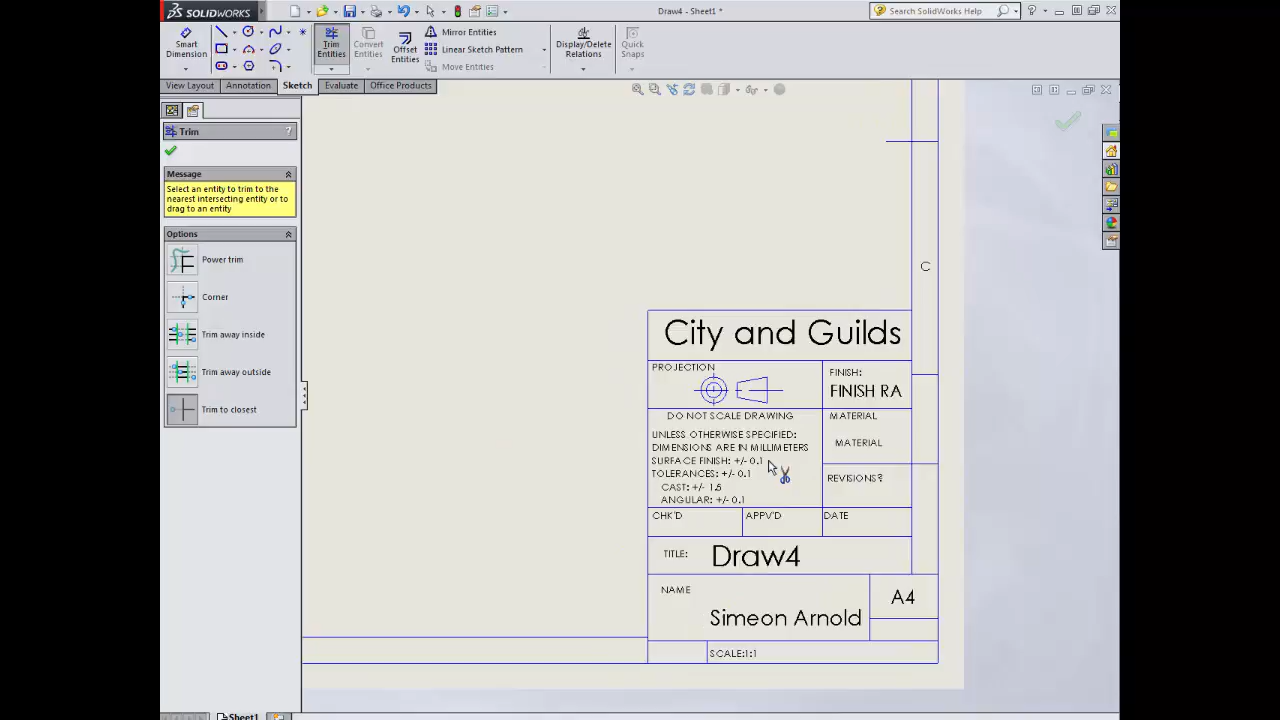 SOLIDWORKS
Draw4 - Sheet1 *
Search SolidWorks Help
Smart Dimension
Trim Entities
Convert Entities
Offset Entities
Mirror Entities
Linear Sketch Pattern
Move Entities
Display/Delete Relations
Quick Snaps
View Layout
Annotation
Sketch
Evaluate
Office Products
Trim
?
Message
Select an entity to trim to the
nearest intersecting entity or to
drag to an entity
Options
Power trim
Corner
Trim away inside
Trim away outside
Trim to closest
C
City and Guilds
PROJECTION
FINISH:
FINISH RA
DO NOT SCALE DRAWING
MATERIAL
UNLESS OTHERWISE SPECIFIED:
MATERIAL
DIMENSIONS ARE IN MILLIMETERS
SURFACE FINISH: +/- 0.1
TOLERANCES: +/- 0.1
REVISIONS?
CAST: +/- 1.5
ANGULAR: +/- 0.1
CHK'D
APPV'D
DATE
TITLE:
Draw4
NAME
A4
Simeon Arnold
SCALE:1:1
Sheet1